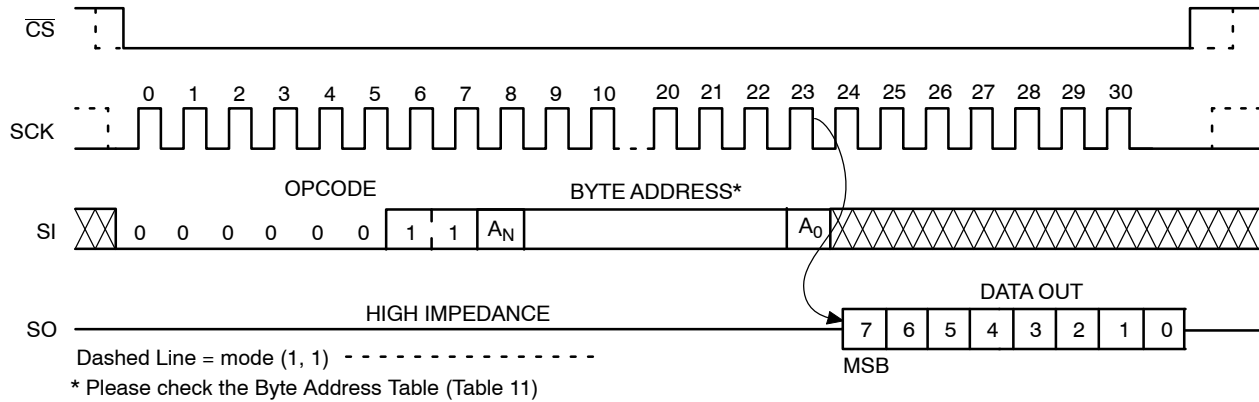 CS
0 1 2 3 4 5 6 7 8 9 10 20 21 22 23 24 25 26 27 28 29 30
SCK
OPCODE BYTE ADDRESS*
SI 0 0 0 0 0 0 1 1 AN A0
DATA OUT
HIGH IMPEDANCE
SO 7 6 5 4 3 2 1 0
Dashed Line = mode (1, 1)
MSB
* Please check the Byte Address Table (Table 11)